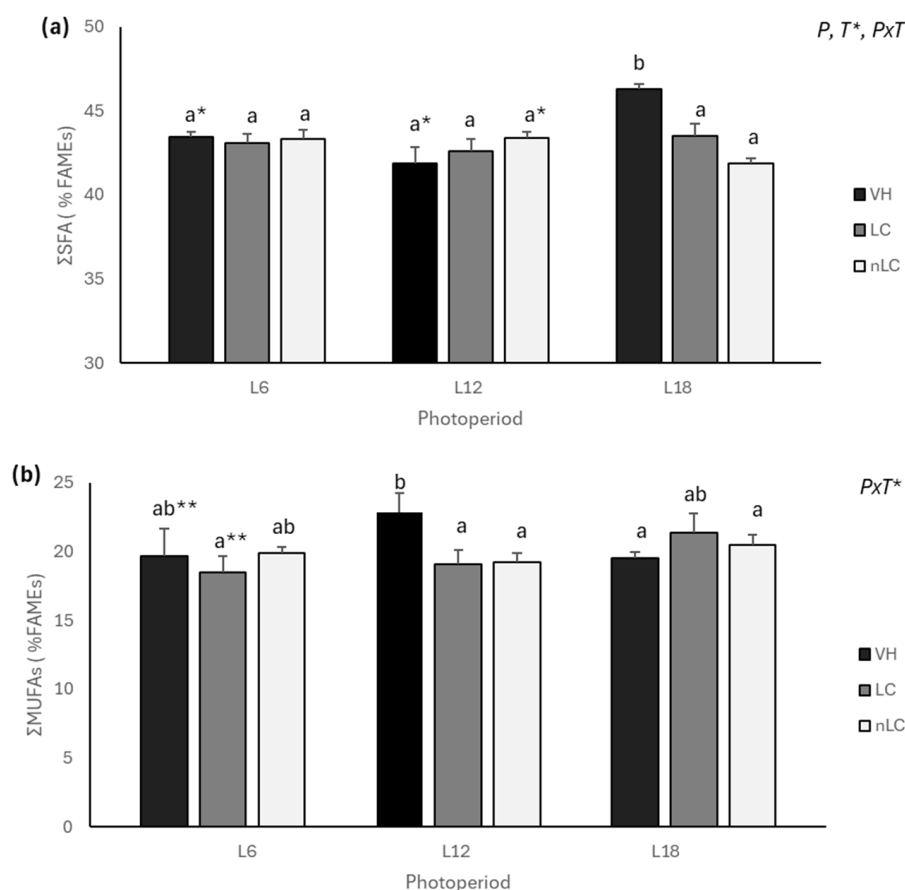 (a)
P, T*, PxT
ΣSFA ( % FAMEs)
50
45
40
35
30
a* a a
a* a a*
b a a
L6 L12 L18
Photoperiod
VH
LC
nLC
(b)
PxT*
ΣMUFAs ( %FAMEs)
25
20
15
10
5
0
ab** a** ab
b a a
a ab a
L6 L12 L18
Photoperiod
VH
LC
nLC